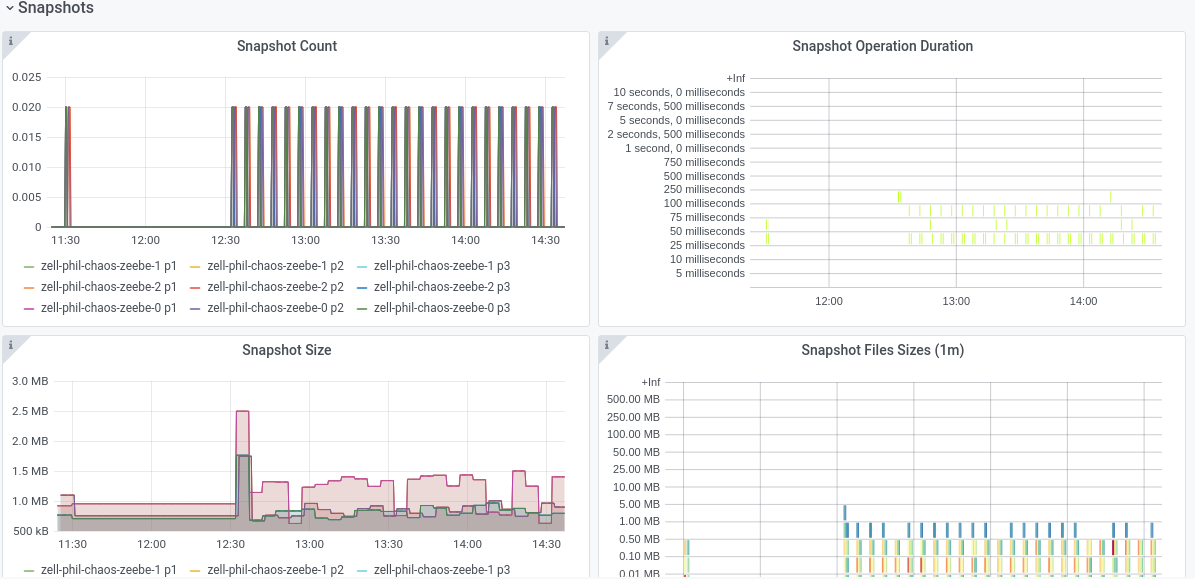 Snapshots
i
Snapshot Count
0.025
0.020
0.015
0.010
0.005
0
11:30 12:00 12:30 13:00 13:30 14:00 14:30
zell-phil-chaos-zeebe-1 p1 zell-phil-chaos-zeebe-1 p2 zell-phil-chaos-zeebe-1 p3
zell-phil-chaos-zeebe-2 p1 zell-phil-chaos-zeebe-2 p2 zell-phil-chaos-zeebe-2 p3
zell-phil-chaos-zeebe-0 p1 zell-phil-chaos-zeebe-0 p2 zell-phil-chaos-zeebe-0 p3
i
Snapshot Operation Duration
+Inf
10 seconds, 0 milliseconds
7 seconds, 500 milliseconds
5 seconds, 0 milliseconds
2 seconds, 500 milliseconds
1 second, 0 milliseconds
750 milliseconds
500 milliseconds
250 milliseconds
100 milliseconds
75 milliseconds
50 milliseconds
25 milliseconds
10 milliseconds
5 milliseconds
12:00 13:00 14:00
i
Snapshot Size
3.0 MB
2.5 MB
2.0 MB
1.5 MB
1.0 MB
500 kB
11:30 12:00 12:30 13:00 13:30 14:00 14:30
zell-phil-chaos-zeebe-1 p1 zell-phil-chaos-zeebe-1 p2 zell-phil-chaos-zeebe-1 p3
i
Snapshot Files Sizes (1m)
+Inf
500.00 MB
250.00 MB
100.00 MB
50.00 MB
25.00 MB
10.00 MB
5.00 MB
1.00 MB
0.50 MB
0.10 MB
0.01 MB